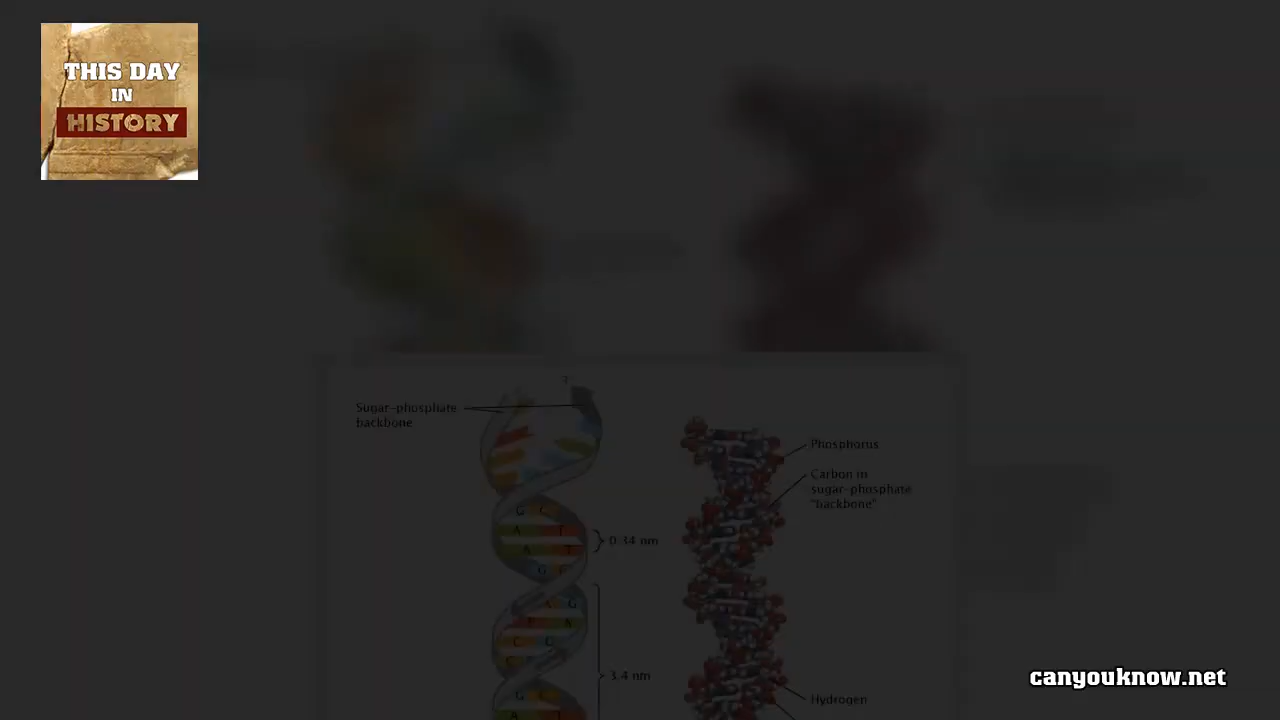 THIS DAY
IN
HISTORY
Sugar-phosphate
backbone
Phosphorus
Carbon in
sugar-phosphate
"backbone"
G C
A T
0.34 nm
A T
G
A G
T A
C G
C
3.4 nm
G C
Hydrogen
A T
canyouknow.net